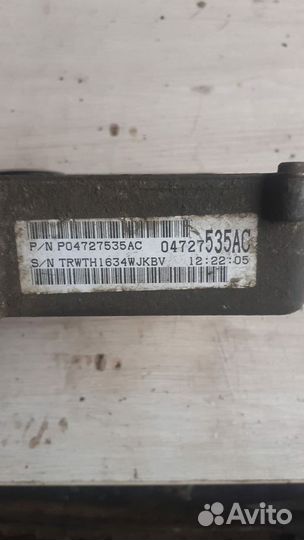 P/N P04727535AC 04727535AC
S/N TRWTH1634WJKBV 12:22:05
Avito